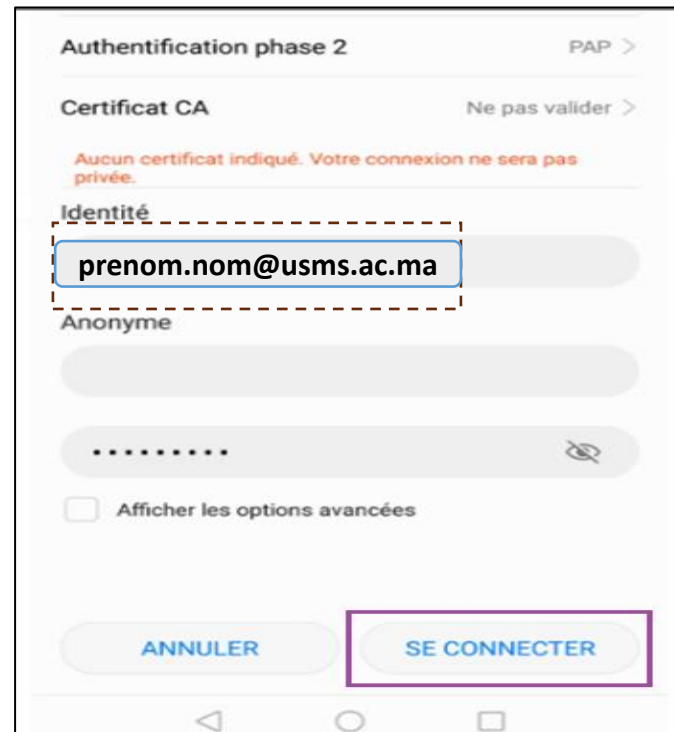 Authentification phase 2 PAP >
Certificat CA Ne pas valider >
Aucun certificat indiqué. Votre connexion ne sera pas
privée.
Identité
prenom.nom@usms.ac.ma
Anonyme
•••••••••
Afficher les options avancées
ANNULER SE CONNECTER